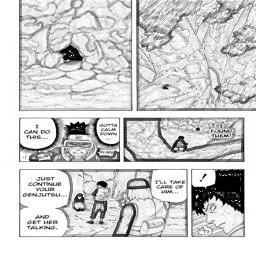 I
FOUND
THEM!
GOTTA
CALM
DOWN
I
CAN DO
THIS...
!
I'LL TAKE
CARE OF
HIM...
JUST
CONTINUE
YOUR
GENJUTSU...
AND
GET HER
TALKING.